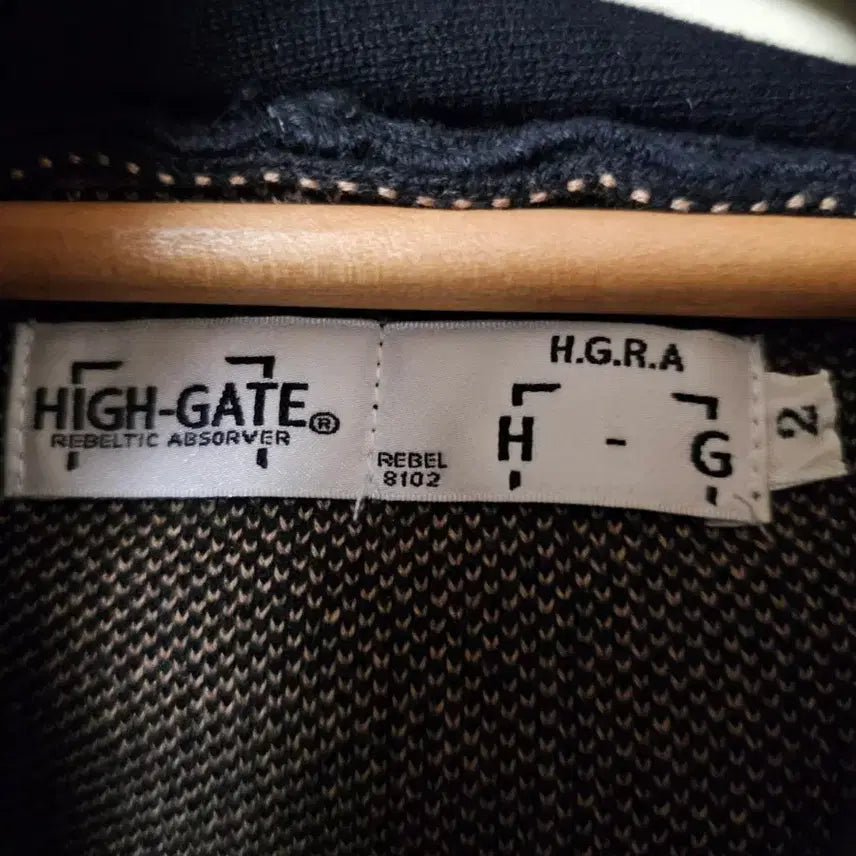 HIGH-GATE®
REBELTIC ABSORVER
REBEL
8102
H.G.R.A
H - G
2